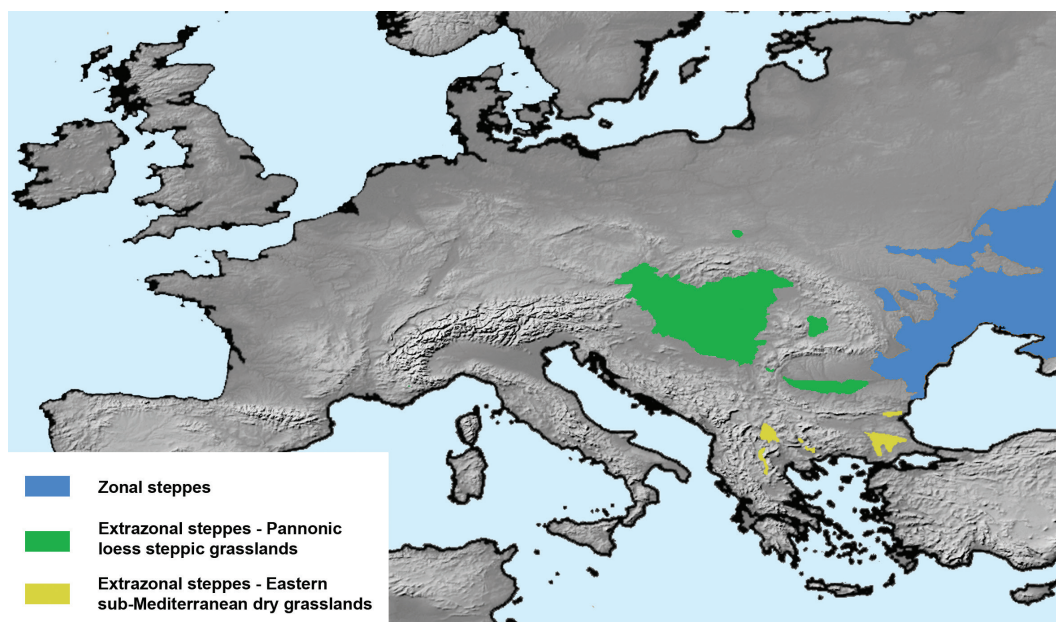 Zonal steppes
Extrazonal steppes - Pannonic
loess steppic grasslands
Extrazonal steppes - Eastern
sub-Mediterranean dry grasslands